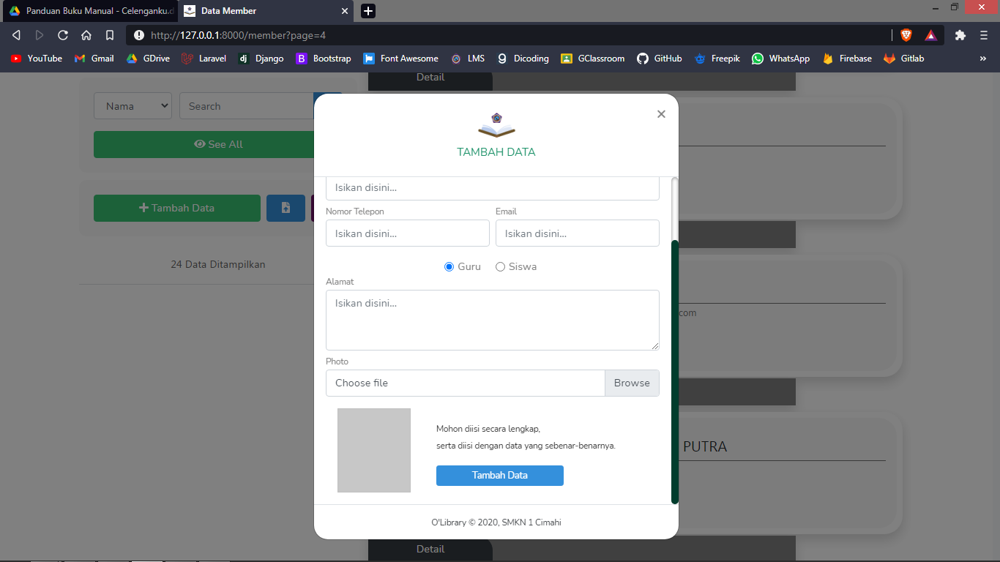 Panduan Buku Manual - Celenganku.d
Data Member
http://127.0.0.1:8000/member?page=4
YouTube Gmail GDrive Laravel Django Bootstrap Font Awesome LMS Dicoding GClassroom GitHub Freepik WhatsApp Firebase Gitlab
Detail
Nama Search
See All
Tambah Data
24 Data Ditampilkan
TAMBAH DATA
Isikan disini...
Nomor Telepon Email
Isikan disini... Isikan disini...
Guru Siswa
Alamat
Isikan disini...
Photo
Choose file Browse
Mohon diisi secara lengkap,
serta diisi dengan data yang sebenar-benarnya.
Tambah Data
O'Library © 2020, SMKN 1 Cimahi
com
PUTRA
Detail